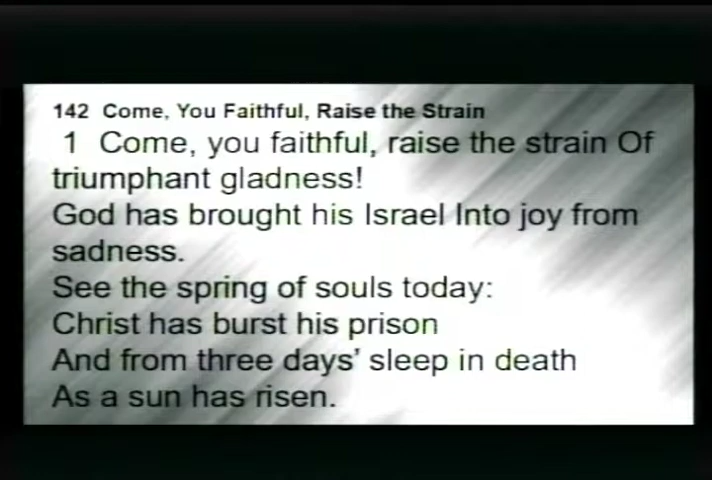 142 Come, You Faithful, Raise the Strain
1 Come, you faithful, raise the strain Of
triumphant gladness!
God has brought his Israel Into joy from
sadness.
See the spring of souls today:
Christ has burst his prison
And from three days' sleep in death
As a sun has risen.